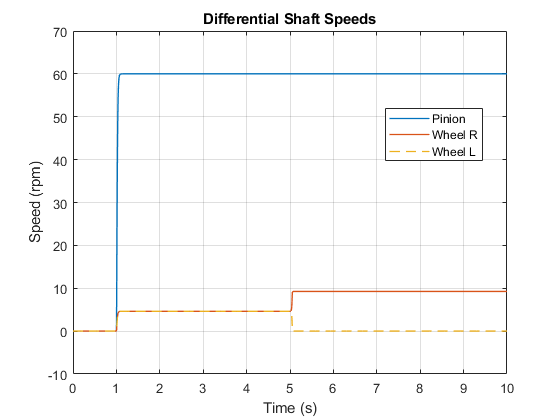 Differential Shaft Speeds
70
60
50
40
30
20
10
0
-10
Speed (rpm)
Pinion
Wheel R
Wheel L
0 1 2 3 4 5 6 7 8 9 10
Time (s)